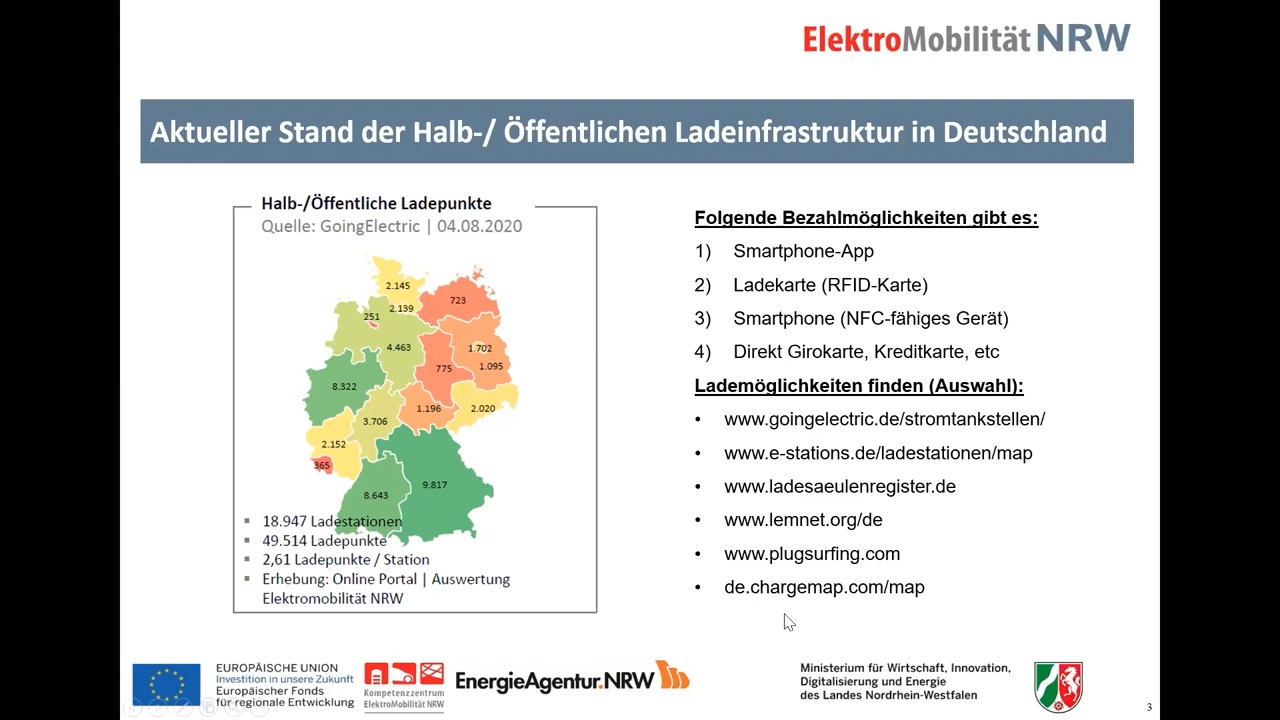 ElektroMobilität NRW
Aktueller Stand der Halb-/ Öffentlichen Ladeinfrastruktur in Deutschland
Halb-/Öffentliche Ladepunkte
Quelle: GoingElectric | 04.08.2020
2.145
723
2.139
251
4.463
1.702
1.095
775
8.322
1.196
2.020
3.706
2.152
365
9.817
8.643
▪ 18.947 Ladestationen
▪ 49.514 Ladepunkte
▪ 2,61 Ladepunkte / Station
▪ Erhebung: Online Portal | Auswertung
Elektromobilität NRW
Folgende Bezahlmöglichkeiten gibt es:
1) Smartphone-App
2) Ladekarte (RFID-Karte)
3) Smartphone (NFC-fähiges Gerät)
4) Direkt Girokarte, Kreditkarte, etc
Lademöglichkeiten finden (Auswahl):
• www.goingelectric.de/stromtankstellen/
• www.e-stations.de/ladestationen/map
• www.ladesaeulenregister.de
• www.lemnet.org/de
• www.plugsurfing.com
• de.chargemap.com/map
EUROPÄISCHE UNION
Investition in unsere Zukunft
Europäischer Fonds
für regionale Entwicklung
Kompetenzzentrum
ElektroMobilität NRW
EnergieAgentur.NRW
Ministerium für Wirtschaft, Innovation,
Digitalisierung und Energie
des Landes Nordrhein-Westfalen
3